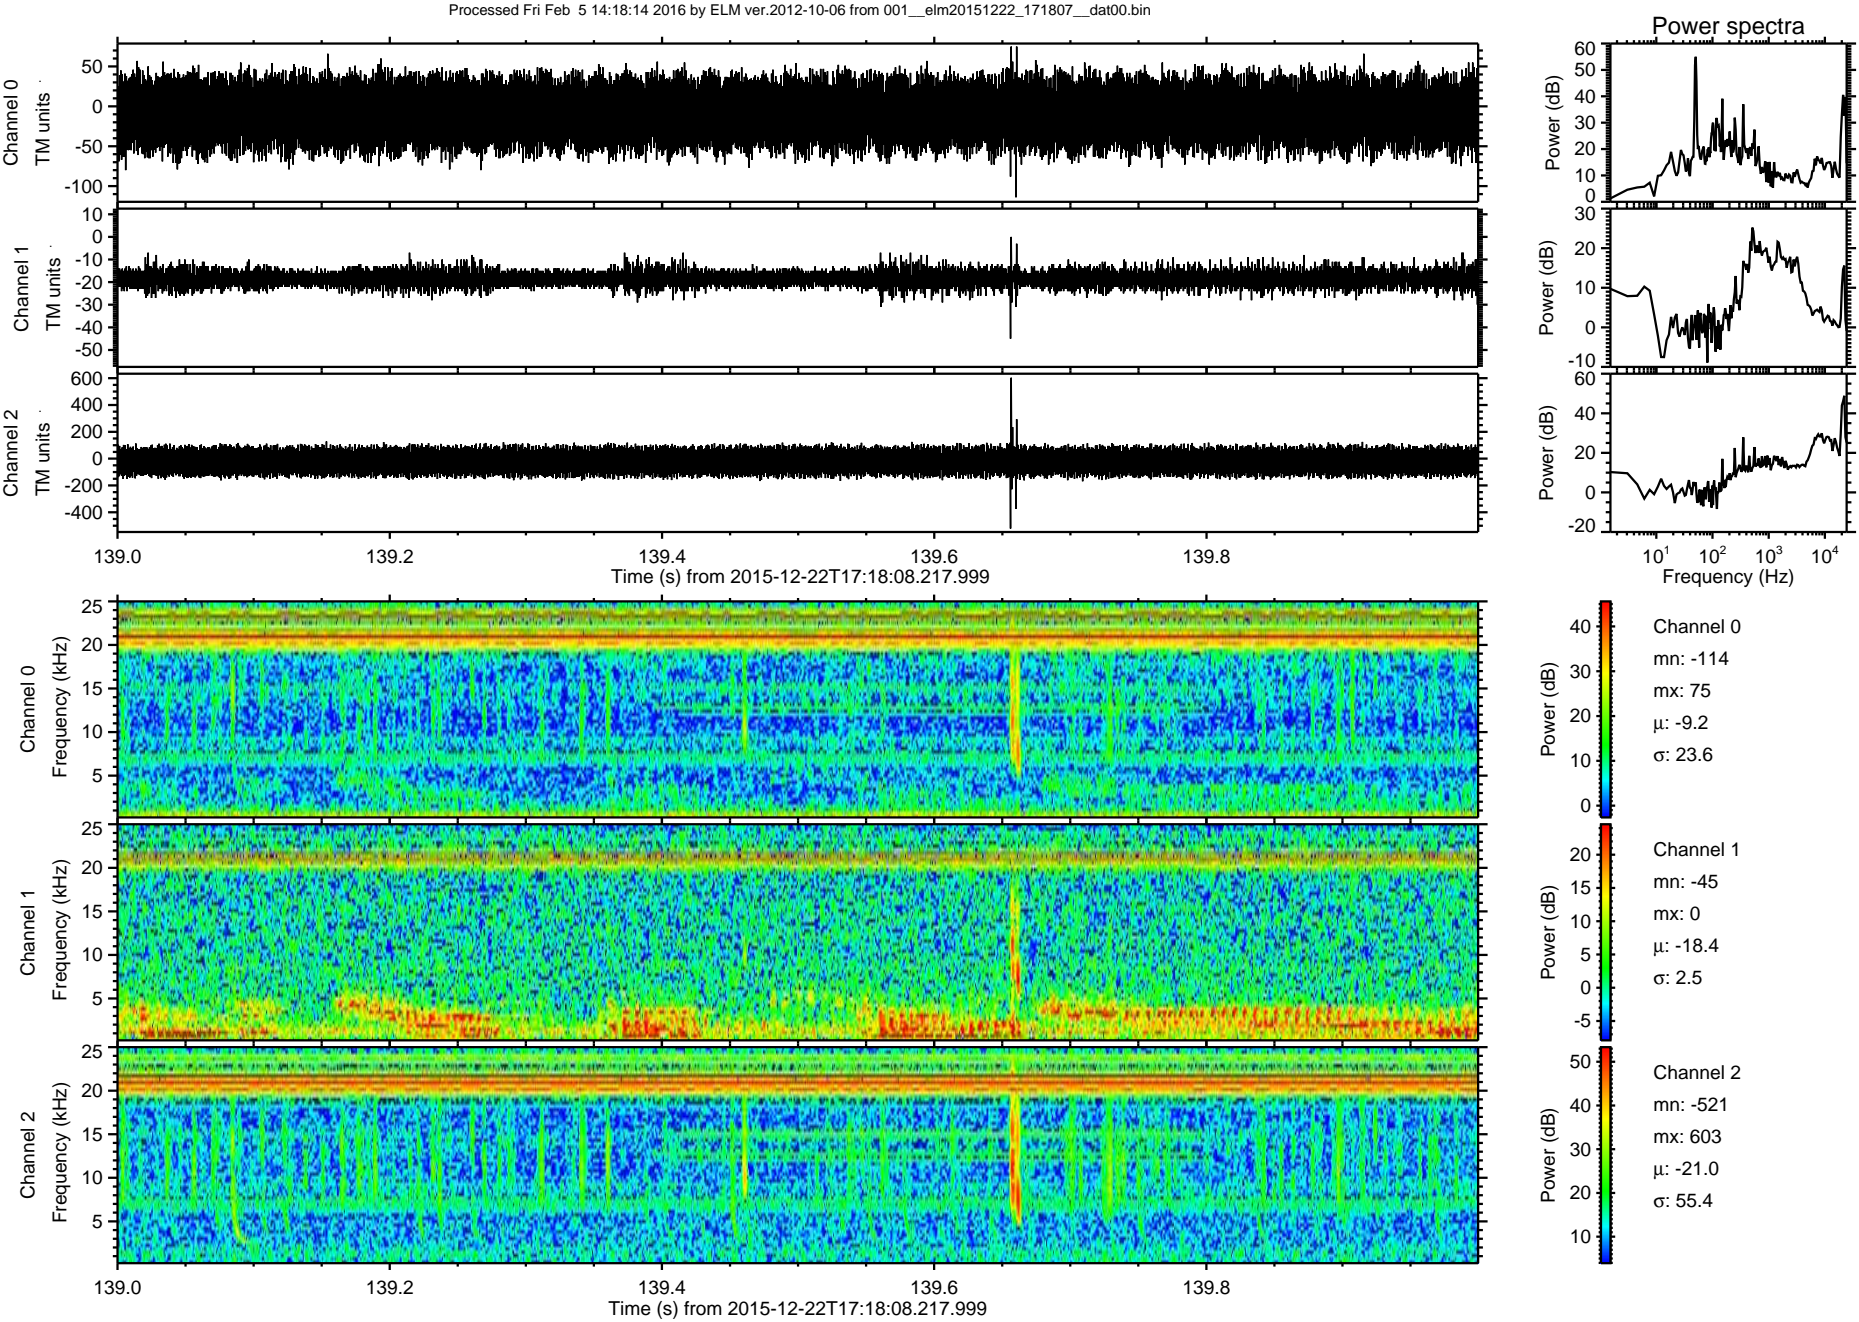 Processed Fri Feb  5 14:18:14 2016 by ELM ver.2012-10-06 from 001__elm20151222_171807__dat00.bin
Power spectra
Channel 0
TM units
50
0
-50
-100
Power (dB)
60
50
40
30
20
10
0
Channel 1
TM units
10
0
-10
-20
-30
-40
-50
Power (dB)
30
20
10
0
-10
Channel 2
TM units
600
400
200
0
-200
-400
Power (dB)
60
40
20
0
-20
139.0 139.2 139.4 139.6 139.8
Time (s) from 2015-12-22T17:18:08.217.999
10¹ 10² 10³ 10⁴
Frequency (Hz)
Channel 0
Frequency (kHz)
25
20
15
10
5
Power (dB)
40
30
20
10
0
Channel 0
mn: -114
mx: 75
μ: -9.2
σ: 23.6
Channel 1
Frequency (kHz)
25
20
15
10
5
Power (dB)
20
15
10
5
0
-5
Channel 1
mn: -45
mx: 0
μ: -18.4
σ: 2.5
Channel 2
Frequency (kHz)
25
20
15
10
5
Power (dB)
50
40
30
20
10
Channel 2
mn: -521
mx: 603
μ: -21.0
σ: 55.4
139.0 139.2 139.4 139.6 139.8
Time (s) from 2015-12-22T17:18:08.217.999